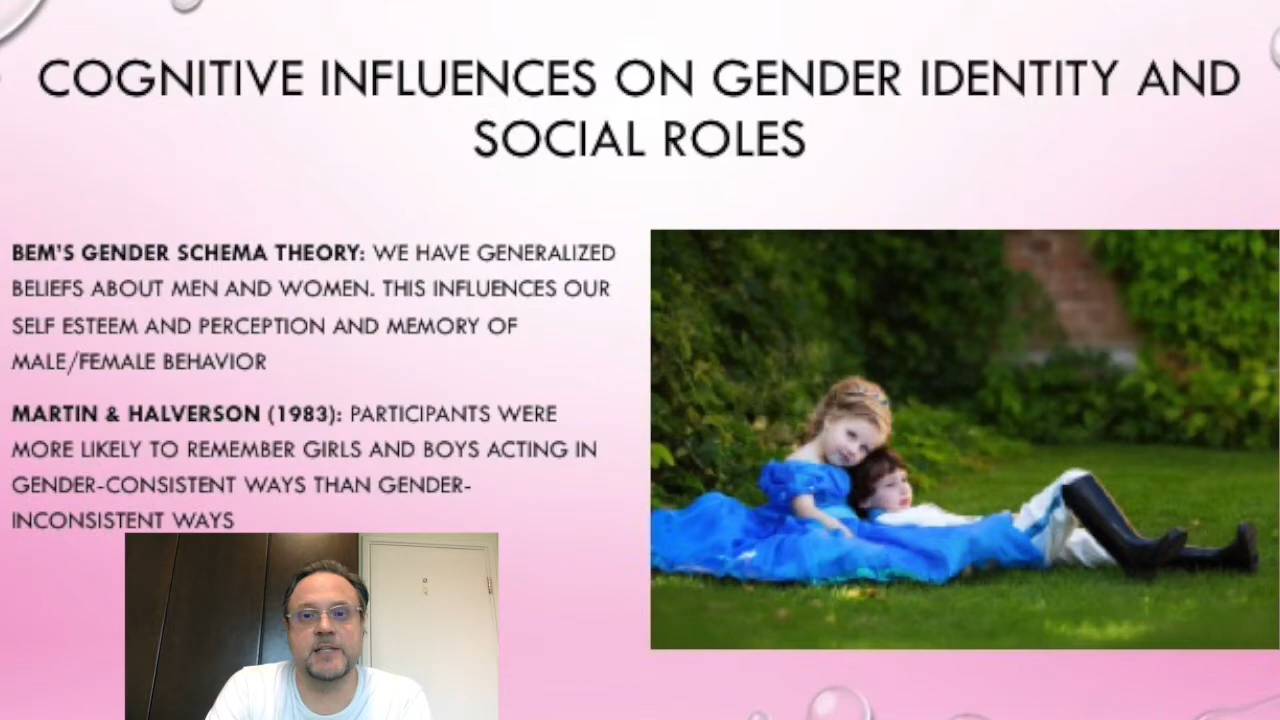 COGNITIVE INFLUENCES ON GENDER IDENTITY AND
SOCIAL ROLES
BEM'S GENDER SCHEMA THEORY: WE HAVE GENERALIZED
BELIEFS ABOUT MEN AND WOMEN. THIS INFLUENCES OUR
SELF ESTEEM AND PERCEPTION AND MEMORY OF
MALE/FEMALE BEHAVIOR
MARTIN & HALVERSON (1983): PARTICIPANTS WERE
MORE LIKELY TO REMEMBER GIRLS AND BOYS ACTING IN
GENDER-CONSISTENT WAYS THAN GENDER-
INCONSISTENT WAYS